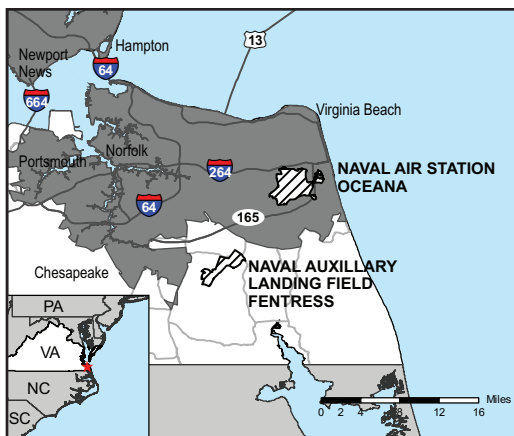 Newport
News
Hampton
13
64
664
Virginia Beach
Portsmouth
Norfolk
264
NAVAL AIR STATION
OCEANA
64
165
Chesapeake
NAVAL AUXILLARY
LANDING FIELD
FENTRESS
PA
VA
NC
SC
Miles
0 2 4 8 12 16